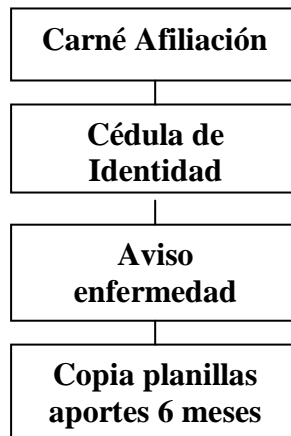 Carné Afiliación
Cédula de
Identidad
Aviso
enfermedad
Copia planillas
aportes 6 meses